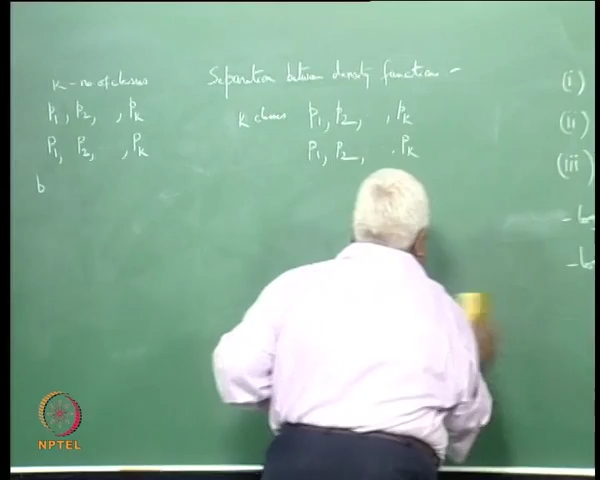 K - no. of classes
p1, p2, , pK
P1, P2, , PK
b
Separation between density functions -
K classes p1, p2, , pK
P1, P2, . PK
(i)
(ii)
(iii)
NPTEL